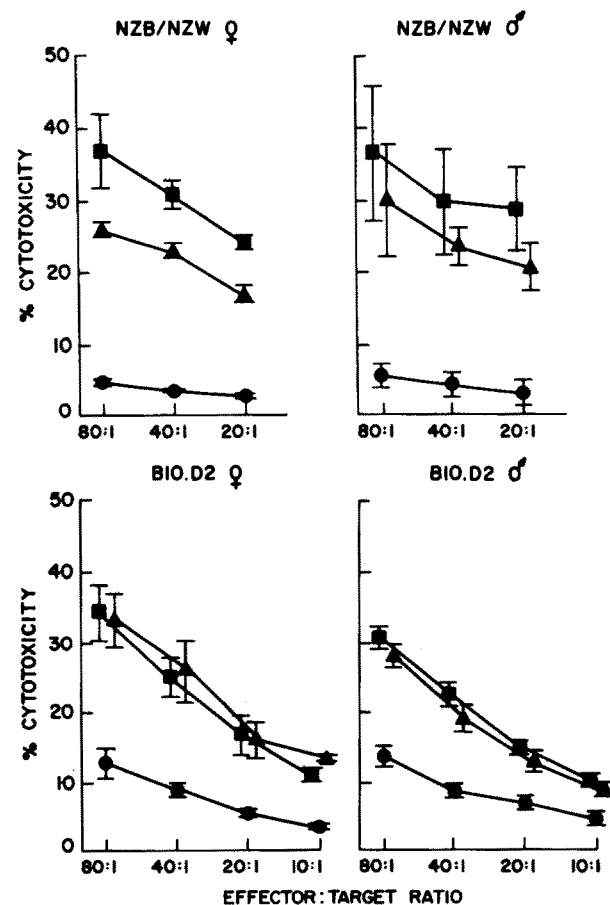 NZB/NZW ♀
NZB/NZW ♂
50
40
30
20
10
0
% CYTOTOXICITY
80:1 40:1 20:1
80:1 40:1 20:1
B10.D2 ♀
B10.D2 ♂
50
40
30
20
10
0
% CYTOTOXICITY
80:1 40:1 20:1 10:1
80:1 40:1 20:1 10:1
EFFECTOR:TARGET RATIO